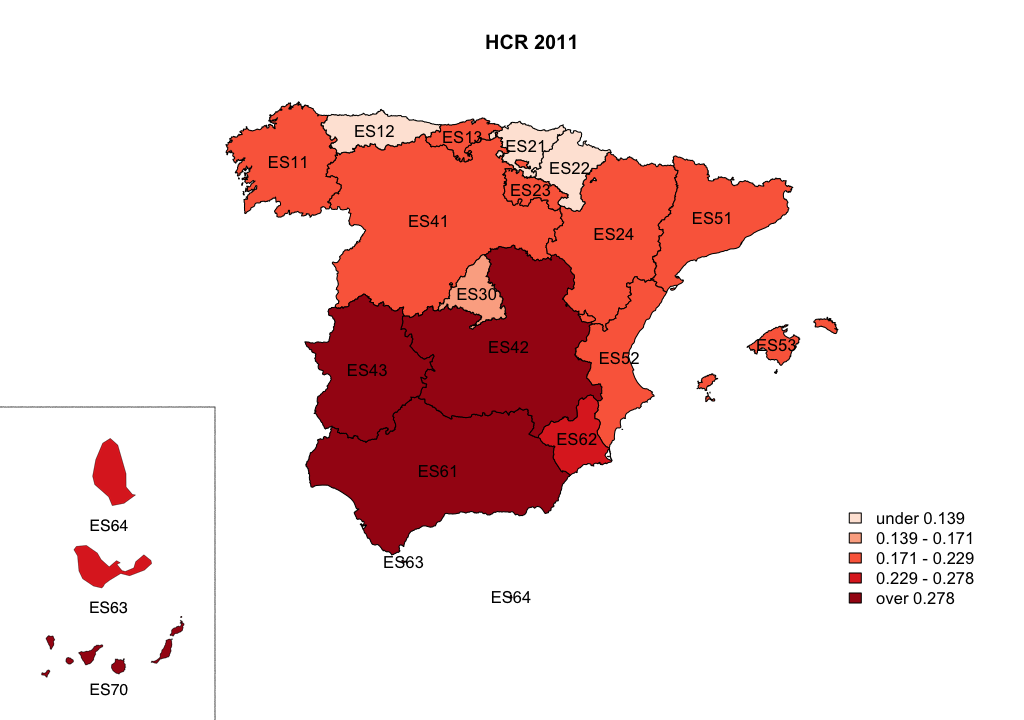 HCR 2011
ES12
ES13
ES21
ES11
ES22
ES23
ES41
ES51
ES24
ES30
ES42
ES53
ES52
ES43
ES62
ES61
ES64
under 0.139
0.139 - 0.171
0.171 - 0.229
0.229 - 0.278
over 0.278
ES63
ES64
ES63
ES70